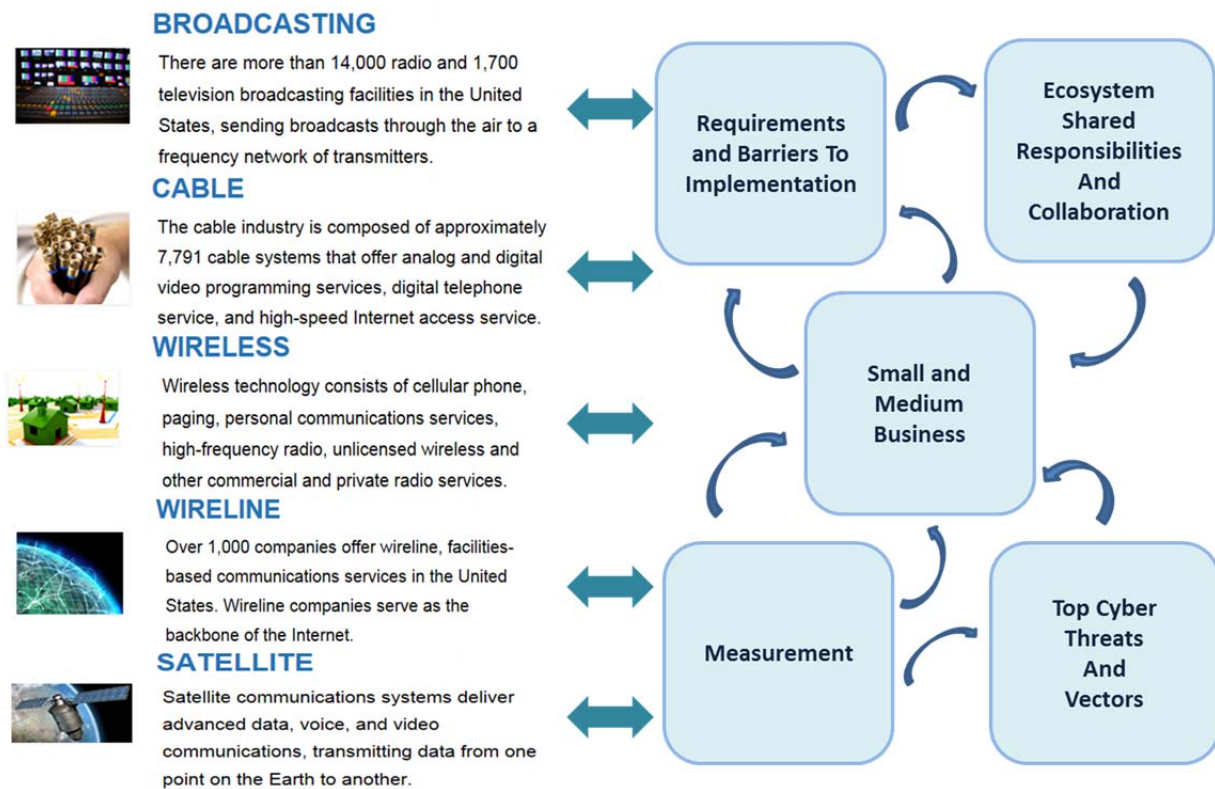 BROADCASTING
There are more than 14,000 radio and 1,700
television broadcasting facilities in the United
States, sending broadcasts through the air to a
frequency network of transmitters.
CABLE
The cable industry is composed of approximately
7,791 cable systems that offer analog and digital
video programming services, digital telephone
service, and high-speed Internet access service.
WIRELESS
Wireless technology consists of cellular phone,
paging, personal communications services,
high-frequency radio, unlicensed wireless and
other commercial and private radio services.
WIRELINE
Over 1,000 companies offer wireline, facilities-
based communications services in the United
States. Wireline companies serve as the
backbone of the Internet.
SATELLITE
Satellite communications systems deliver
advanced data, voice, and video
communications, transmitting data from one
point on the Earth to another.
Requirements
and Barriers To
Implementation
Ecosystem
Shared
Responsibilities
And
Collaboration
Small and
Medium
Business
Measurement
Top Cyber
Threats
And
Vectors